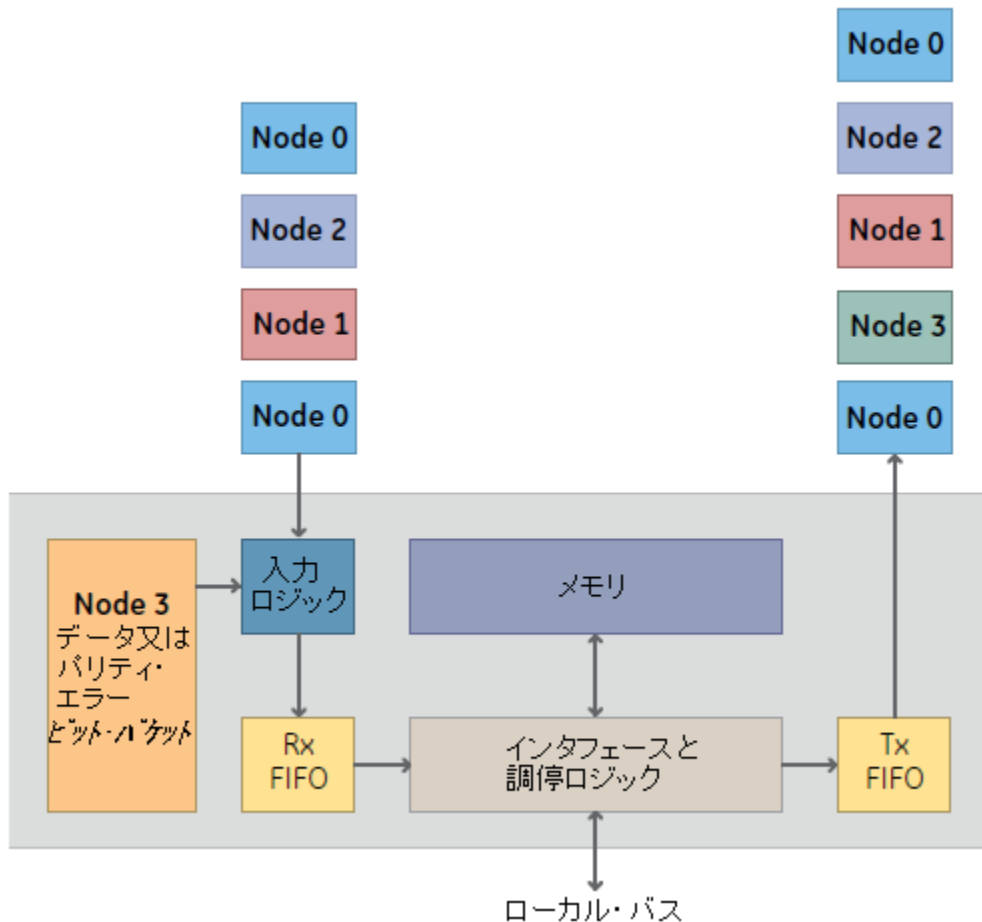 Node 0
Node 2
Node 1
Node 0
Node 0
Node 2
Node 1
Node 3
Node 0
Node 3
データ又は
パリティ・
エラー
ビット・バケット
入力
ロジック
メモリ
Rx
FIFO
インタフェースと
調停ロジック
Tx
FIFO
ローカル・バス